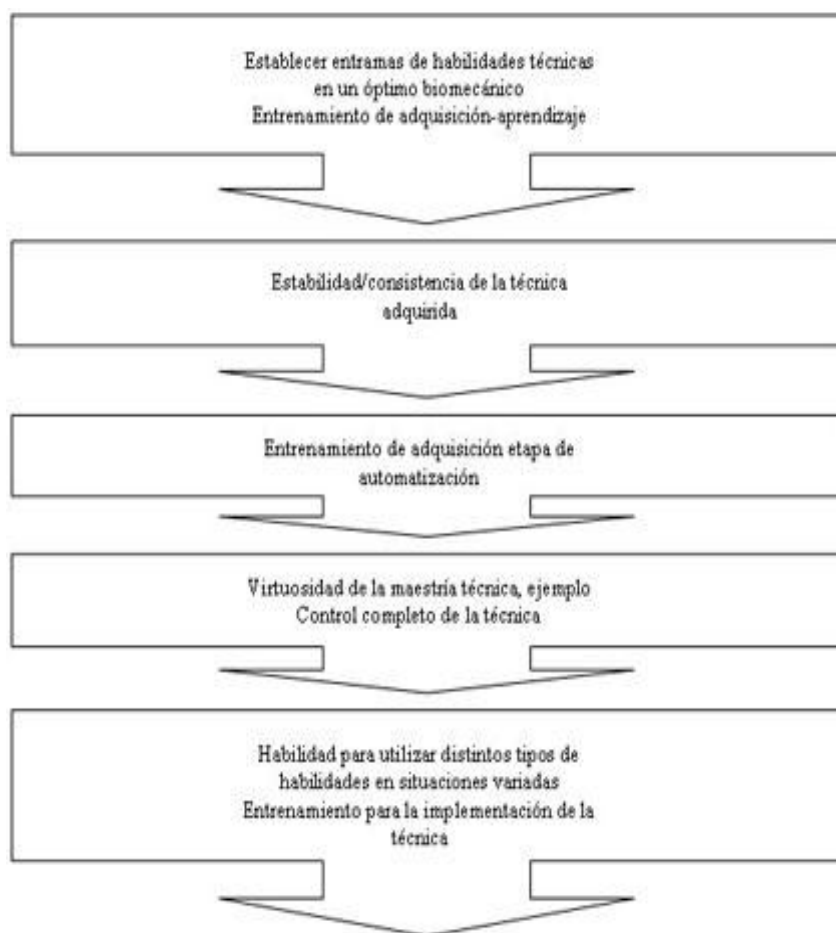 Establecer entramas de habilidades técnicas
en un óptimo biomecánico
Entrenamiento de adquisición-aprendizaje
Estabilidad/consistencia de la técnica
adquirida
Entrenamiento de adquisición etapa de
automatización
Virtuosidad de la maestría técnica, ejemplo
Control completo de la técnica
Habilidad para utilizar distintos tipos de
habilidades en situaciones variadas
Entrenamiento para la implementación de la
técnica